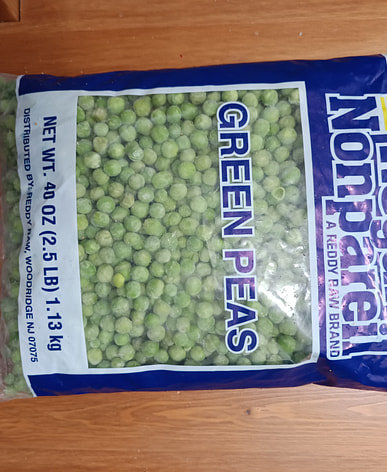 Nonpareil
A REDDY RAW BRAND
GREEN PEAS
NET WT. 40 OZ (2.5 LB) 1.13 kg
DISTRIBUTED BY: REDDY RAW, WOODRIDGE NJ, 07075